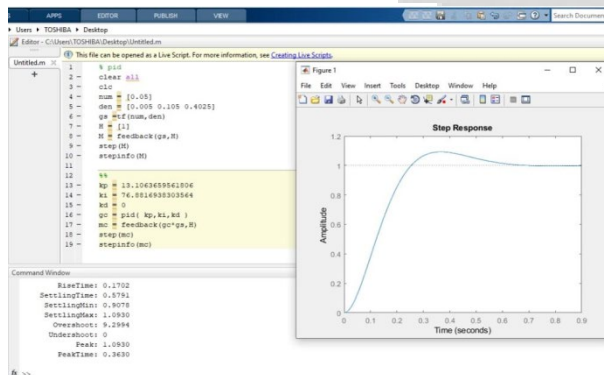 APPS EDITOR PUBLISH VIEW
Search Document
Users ▸ TOSHIBA ▸ Desktop
Editor - C:\Users\TOSHIBA\Desktop\Untitled.m
This file can be opened as a Live Script. For more information, see Creating Live Scripts.
Untitled.m
1 % pid
2 - clear all
3 - clc
4 - num = [0.05]
5 - den = [0.005 0.105 0.4025]
6 - gs =tf(num,den)
7 - H = [1]
8 - M = feedback(gs,H)
9 - step(M)
10 - stepinfo(M)
11
12 %%
13 - kp = 13.1063659561806
14 - ki = 76.8816938303564
15 - kd = 0
16 - gc = pid( kp,ki,kd )
17 - mc = feedback(gc*gs,H)
18 - step(mc)
19 - stepinfo(mc)
Figure 1
File Edit View Insert Tools Desktop Window Help
Step Response
Amplitude
1.2
1
0.8
0.6
0.4
0.2
0
0 0.1 0.2 0.3 0.4 0.5 0.6 0.7 0.8 0.9
Time (seconds)
Command Window
RiseTime: 0.1702
SettlingTime: 0.5791
SettlingMin: 0.9078
SettlingMax: 1.0930
Overshoot: 9.2994
Undershoot: 0
Peak: 1.0930
PeakTime: 0.3630
fx >>